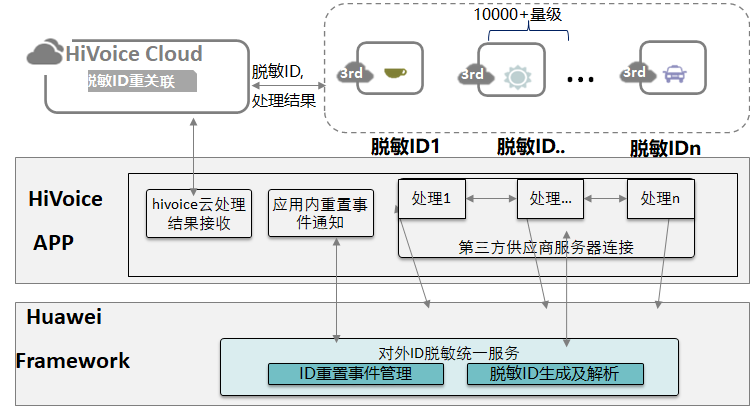 10000+量级
HiVoice Cloud
脱敏ID重关联
脱敏ID,
处理结果
3rd
3rd
3rd
...
脱敏ID1
脱敏ID..
脱敏IDn
HiVoice
APP
hivoice云处理
结果接收
应用内重置事
件通知
处理1
处理...
处理n
第三方供应商服务器连接
Huawei
Framework
对外ID脱敏统一服务
ID重置事件管理
脱敏ID生成及解析